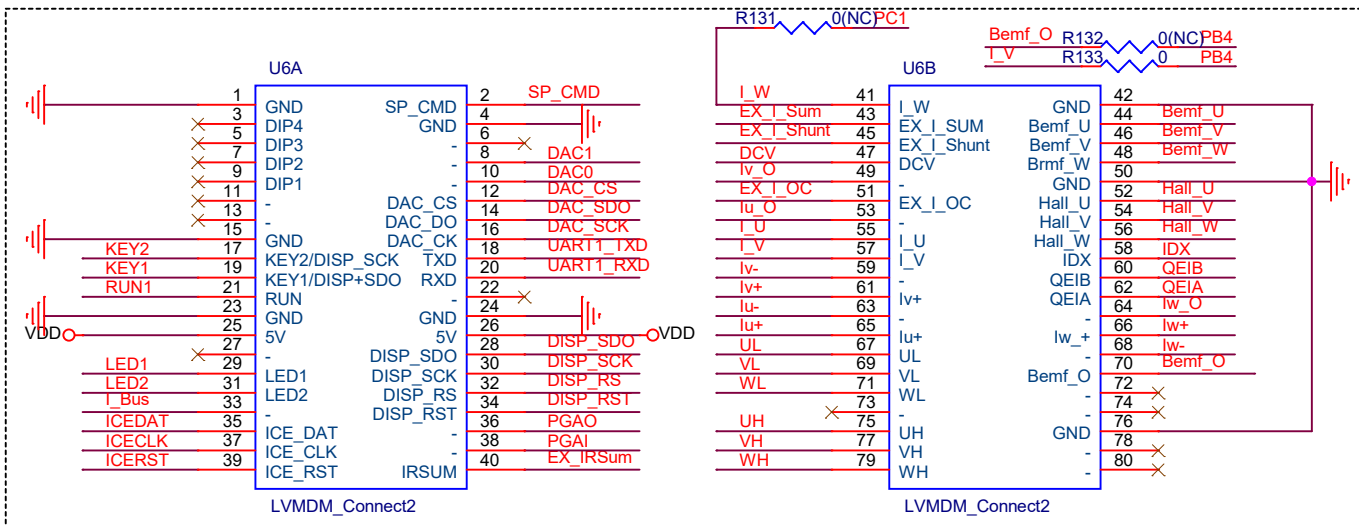 R131 0(NC) PC1
Bemf_O R132 0(NC) PB4
I_V R133 0 PB4
U6A
1 GND SP_CMD 2 SP_CMD
3 DIP4 GND 4
5 DIP3 - 6
7 DIP2 - 8 DAC1
9 DIP1 - 10 DAC0
11 - DAC_CS 12 DAC_CS
13 - DAC_DO 14 DAC_SDO
15 GND DAC_CK 16 DAC_SCK
KEY2 17 KEY2/DISP_SCK TXD 18 UART1_TXD
KEY1 19 KEY1/DISP+SDO RXD 20 UART1_RXD
RUN1 21 RUN - 22
23 GND GND 24
VDD 25 5V 5V 26 VDD
27 - DISP_SDO 28 DISP_SDO
LED1 29 LED1 DISP_SCK 30 DISP_SCK
LED2 31 LED2 DISP_RS 32 DISP_RS
I_Bus 33 - DISP_RST 34 DISP_RST
ICEDAT 35 ICE_DAT - 36 PGAO
ICECLK 37 ICE_CLK - 38 PGAI
ICERST 39 ICE_RST IRSUM 40 EX_IRSum
LVMDM_Connect2
U6B
I_W 41 I_W GND 42
EX_I_Sum 43 EX_I_SUM Bemf_U 44 Bemf_U
EX_I_Shunt 45 EX_I_Shunt Bemf_V 46 Bemf_V
DCV 47 DCV Brmf_W 48 Bemf_W
Iv_O 49 - GND 50
EX_I_OC 51 EX_I_OC Hall_U 52 Hall_U
Iu_O 53 - Hall_V 54 Hall_V
I_U 55 I_U Hall_W 56 Hall_W
I_V 57 I_V IDX 58 IDX
Iv- 59 - QEIB 60 QEIB
Iv+ 61 Iv+ QEIA 62 QEIA
Iu- 63 - - 64 Iw_O
Iu+ 65 Iu+ Iw_+ 66 Iw+
UL 67 UL - 68 Iw-
VL 69 VL Bemf_O 70 Bemf_O
WL 71 WL - 72
73 - - 74
UH 75 UH GND 76
VH 77 VH - 78
WH 79 WH - 80
LVMDM_Connect2